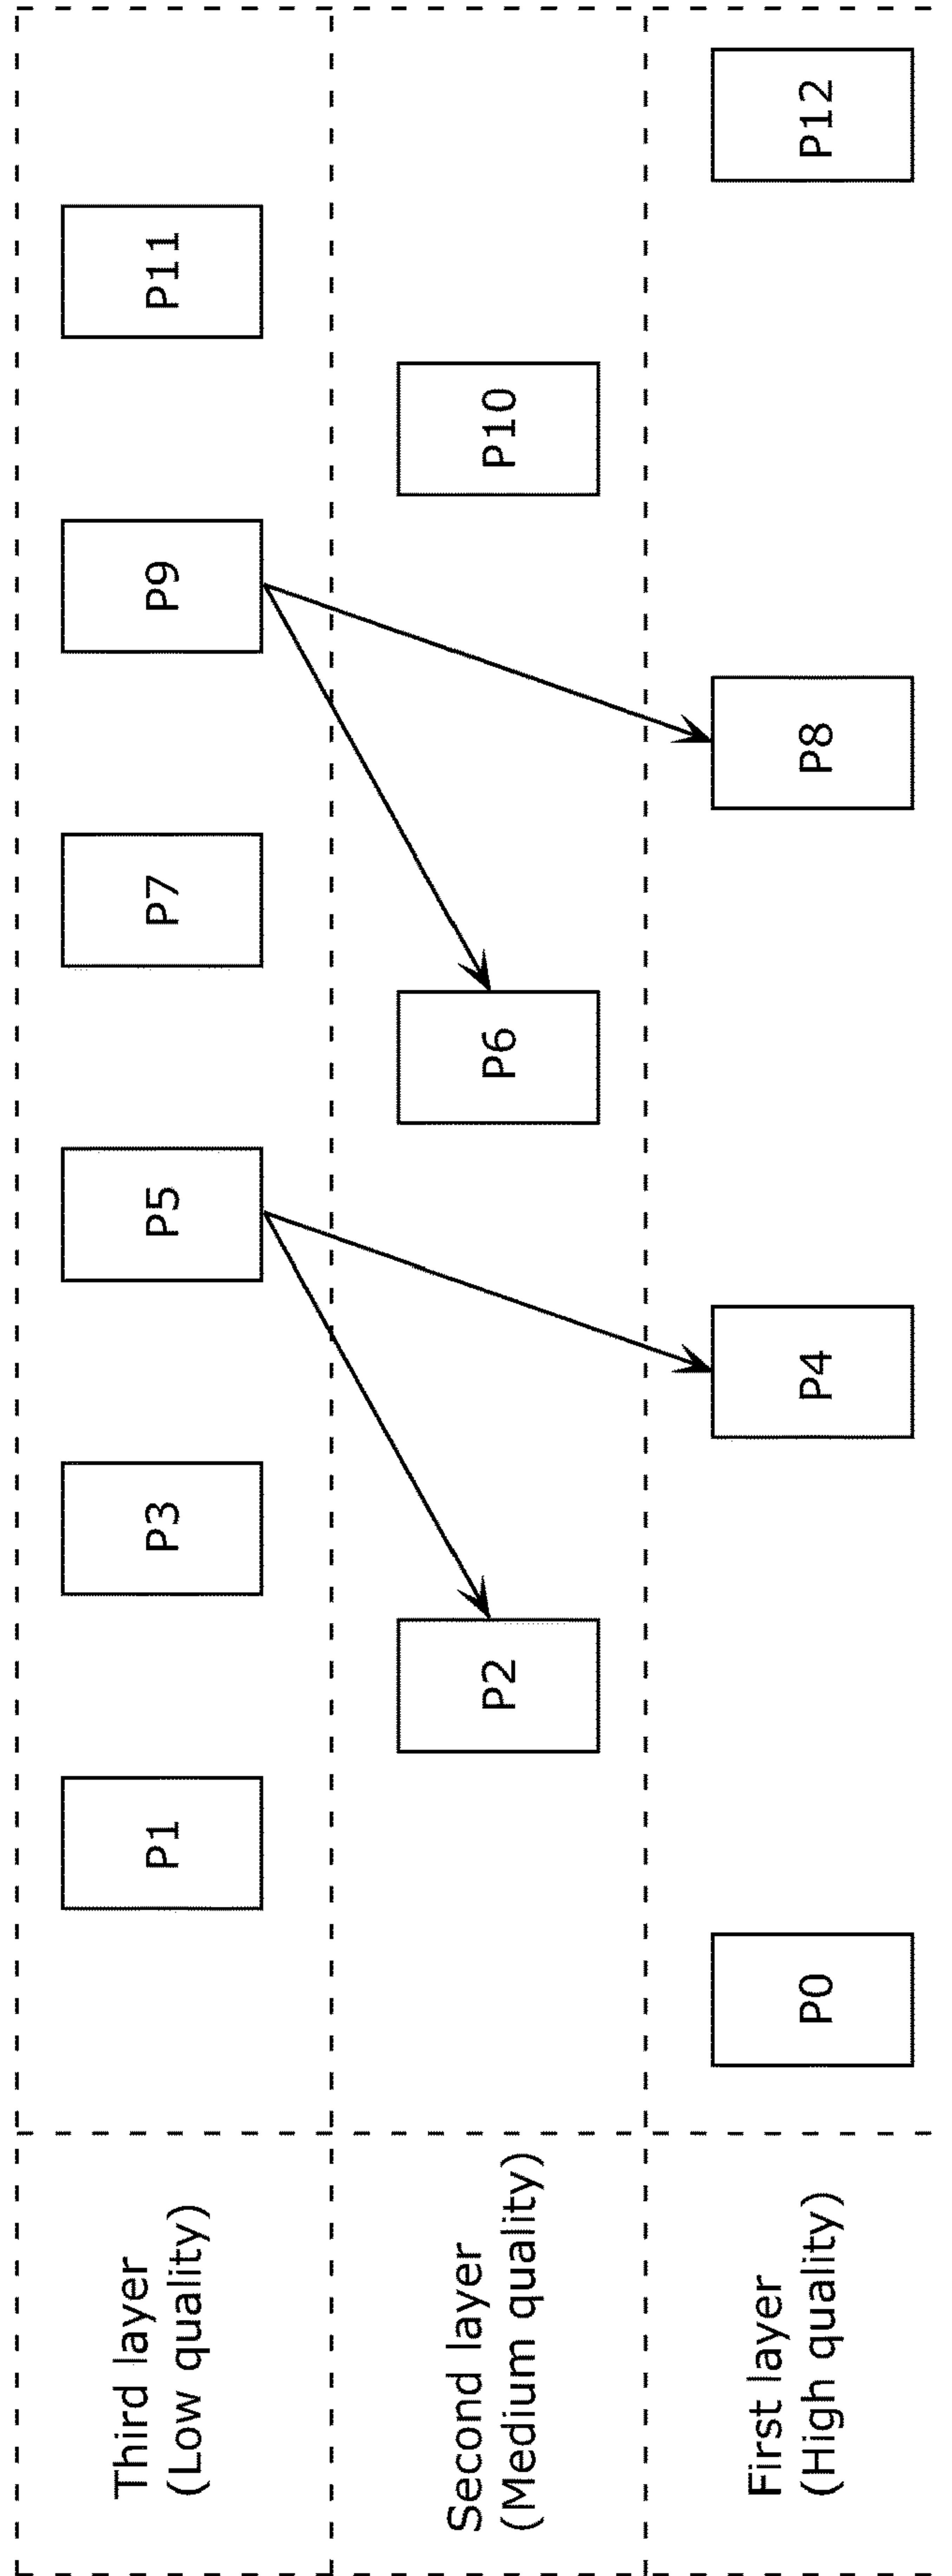 Third layer
(Low quality)
P1
P3
P5
P7
P9
P11
Second layer
(Medium quality)
P2
P6
P10
First layer
(High quality)
P0
P4
P8
P12